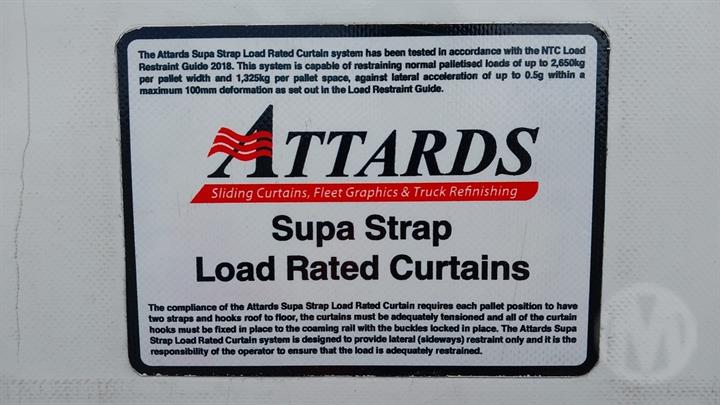 The Attards Supa Strap Load Rated Curtain system has been tested in accordance with the NTC Load
Restraint Guide 2018. This system is capable of restraining normal palletised loads of up to 2,650kg
per pallet width and 1,325kg per pallet space, against lateral acceleration of up to 0.5g within a
maximum 100mm deformation as set out in the Load Restraint Guide.
ATTARDS
Sliding Curtains, Fleet Graphics & Truck Refinishing
Supa Strap
Load Rated Curtains
The compliance of the Attards Supa Strap Load Rated Curtain requires each pallet position to have
two straps and hooks roof to floor, the curtains must be adequately tensioned and all of the curtain
hooks must be fixed in place to the coaming rail with the buckles locked in place. The Attards Supa
Strap Load Rated Curtain system is designed to provide lateral (sideways) restraint only and it is the
responsibility of the operator to ensure that the load is adequately restrained.